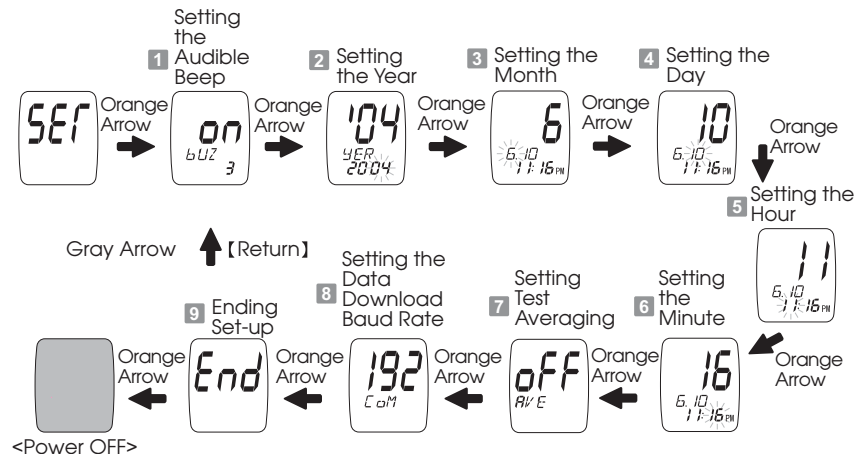 SET
Orange
Arrow
1 Setting
the
Audible
Beep
on
bUZ
3
Orange
Arrow
2 Setting
the Year
'04
YER
2004
Orange
Arrow
3 Setting the
Month
6
6. 10
11:16 PM
Orange
Arrow
4 Setting the
Day
10
6. 10
11:16 PM
Orange
Arrow
5 Setting the
Hour
11
6. 10
11:16 PM
Orange
Arrow
6 Setting
the
Minute
16
6. 10
11:16 PM
Orange
Arrow
7 Setting
Test
Averaging
oFF
AVE
Orange
Arrow
8 Setting the
Data
Download
Baud Rate
192
CoM
Orange
Arrow
9 Ending
Set-up
End
Gray Arrow 【Return】
Orange
Arrow
<Power OFF>